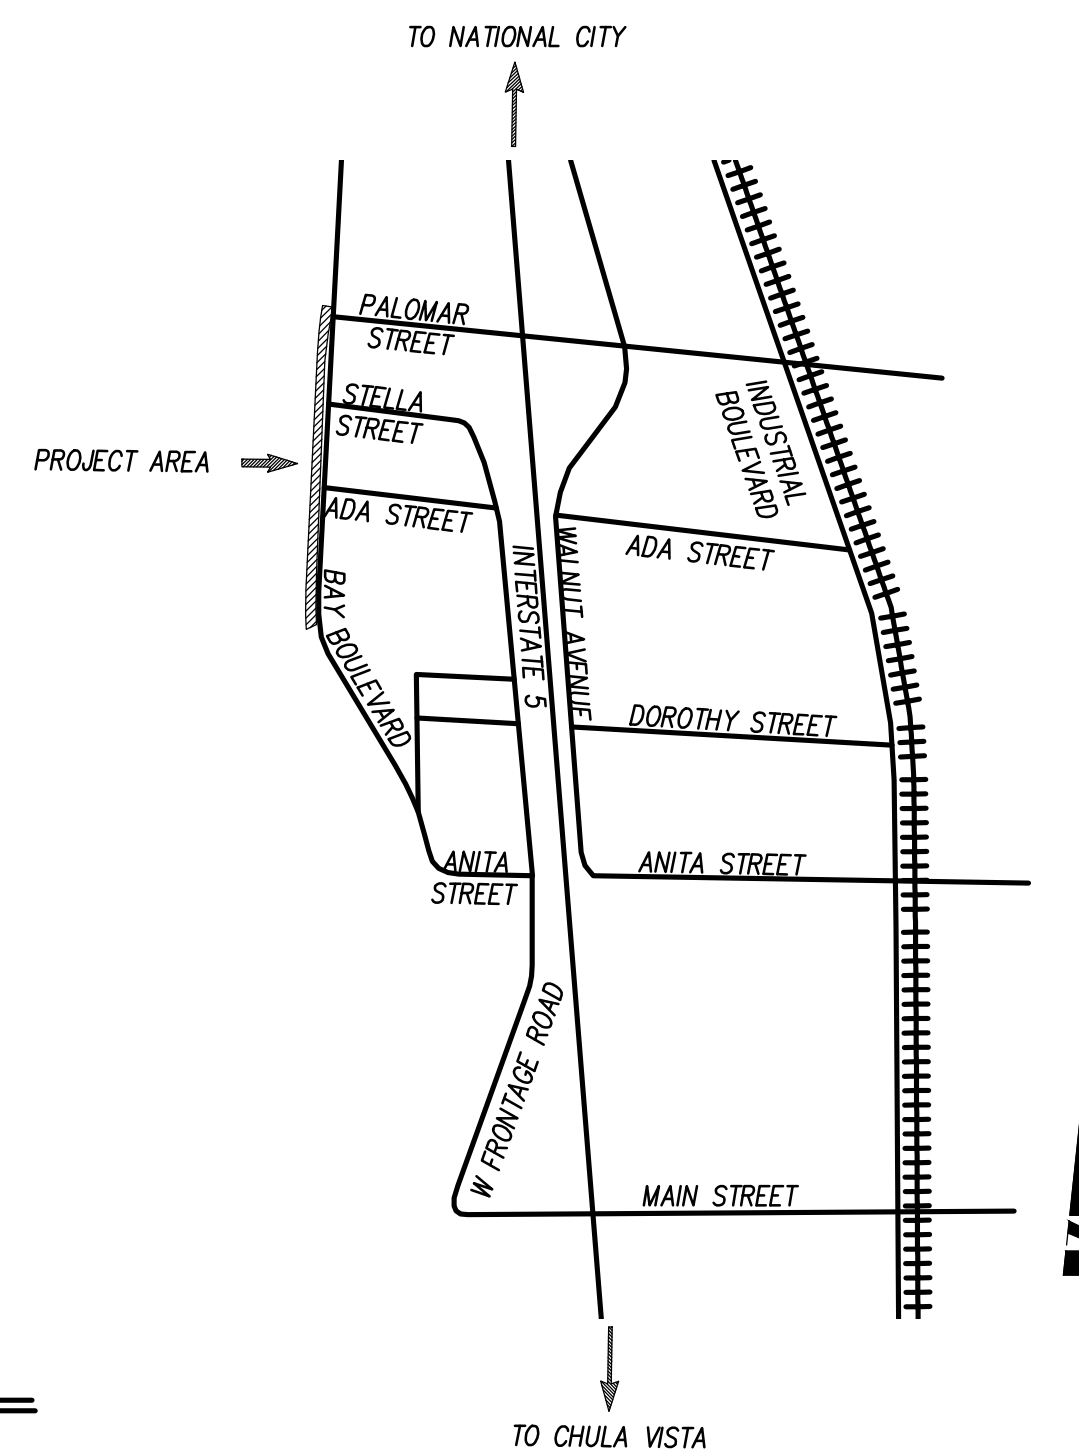 TO NATIONAL CITY
PALOMAR
STREET
STELLA
STREET
INDUSTRIAL
BOULEVARD
PROJECT AREA
ADA STREET
ADA STREET
WALNUT AVENUE
INTERSTATE 5
BAY BOULEVARD
DOROTHY STREET
ANITA
STREET
ANITA STREET
W FRONTAGE ROAD
MAIN STREET
TO CHULA VISTA